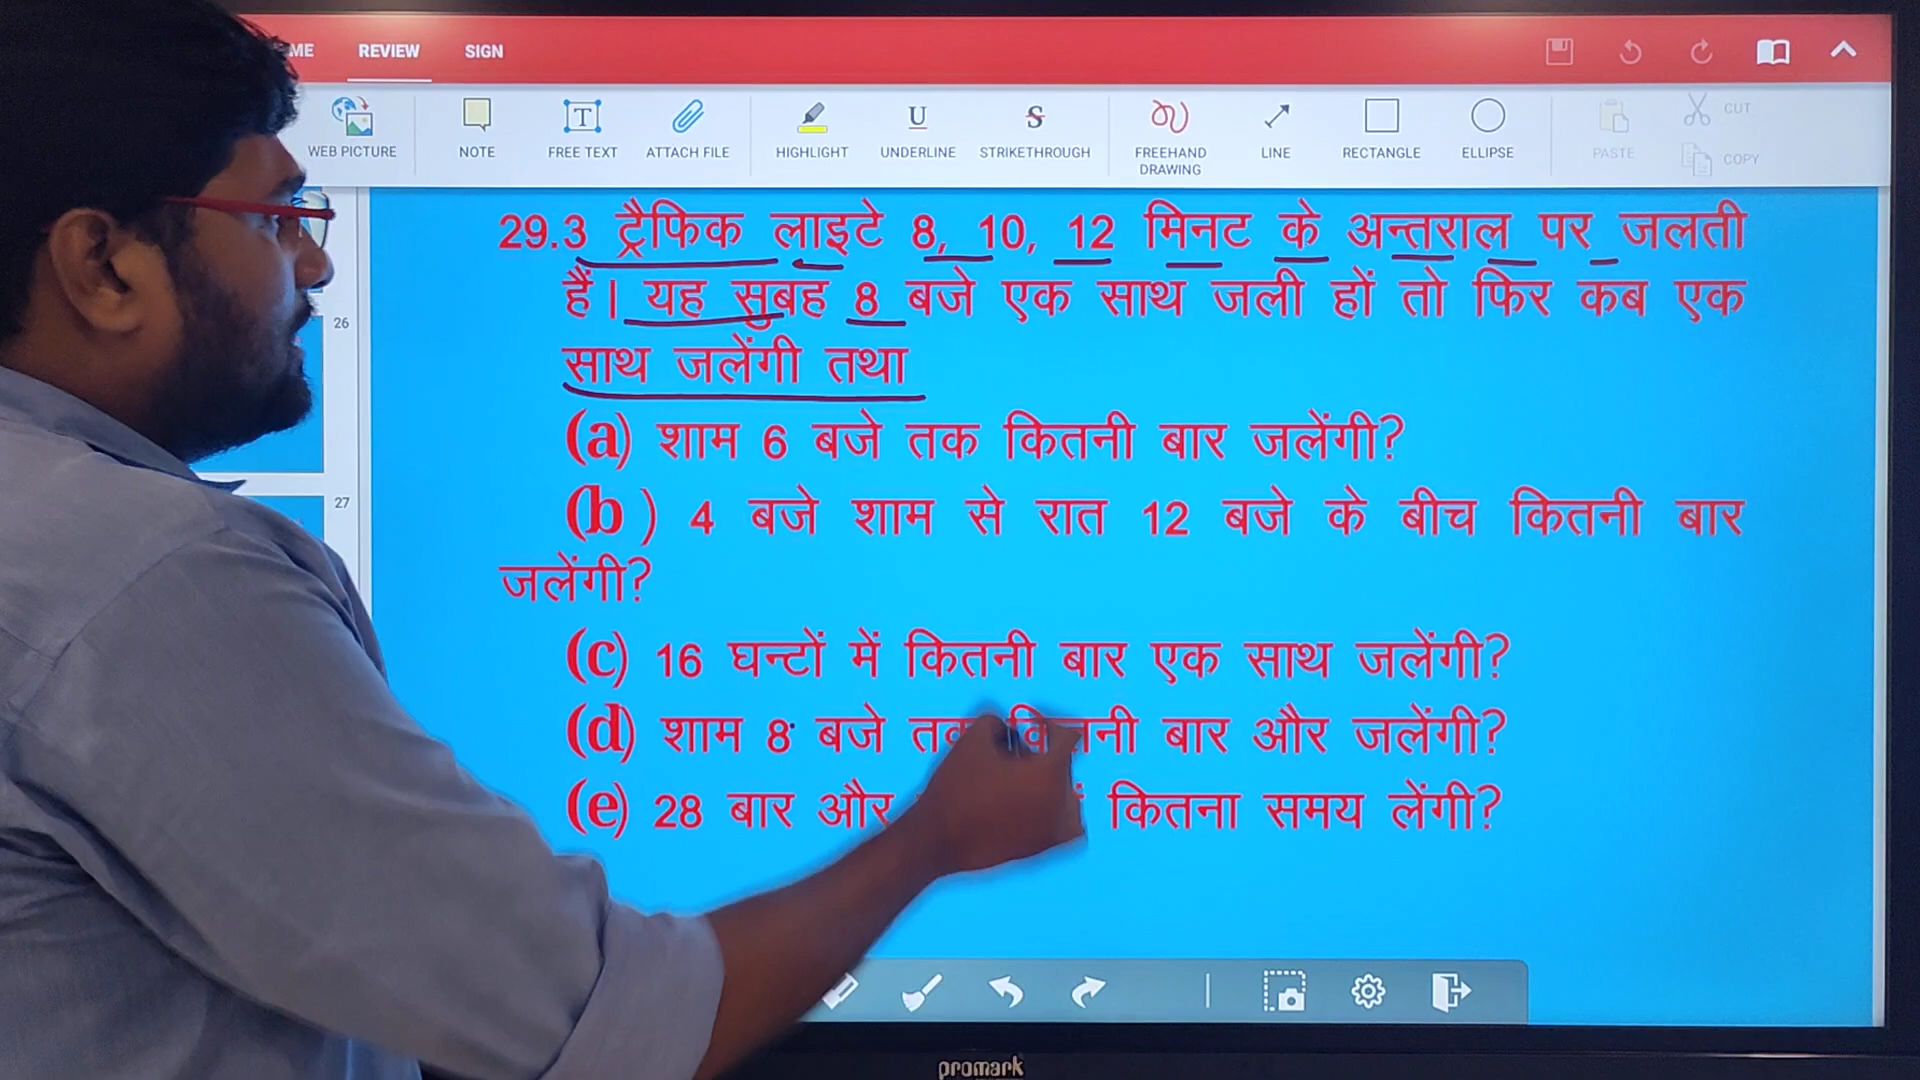 REVIEW SIGN
WEB PICTURE NOTE FREE TEXT ATTACH FILE HIGHLIGHT UNDERLINE STRIKETHROUGH FREEHAND DRAWING LINE RECTANGLE ELLIPSE PASTE CUT COPY
26
27
29.3 ट्रैफिक लाइटे 8, 10, 12 मिनट के अन्तराल पर जलती
हैं। यह सुबह 8 बजे एक साथ जली हों तो फिर कब एक
साथ जलेंगी तथा
(a) शाम 6 बजे तक कितनी बार जलेंगी?
(b) 4 बजे शाम से रात 12 बजे के बीच कितनी बार
जलेंगी?
(c) 16 घन्टों में कितनी बार एक साथ जलेंगी?
(d) शाम 8 बजे बार और जलेंगी?
(e) 28 बार और कितना समय लेंगी?
promark